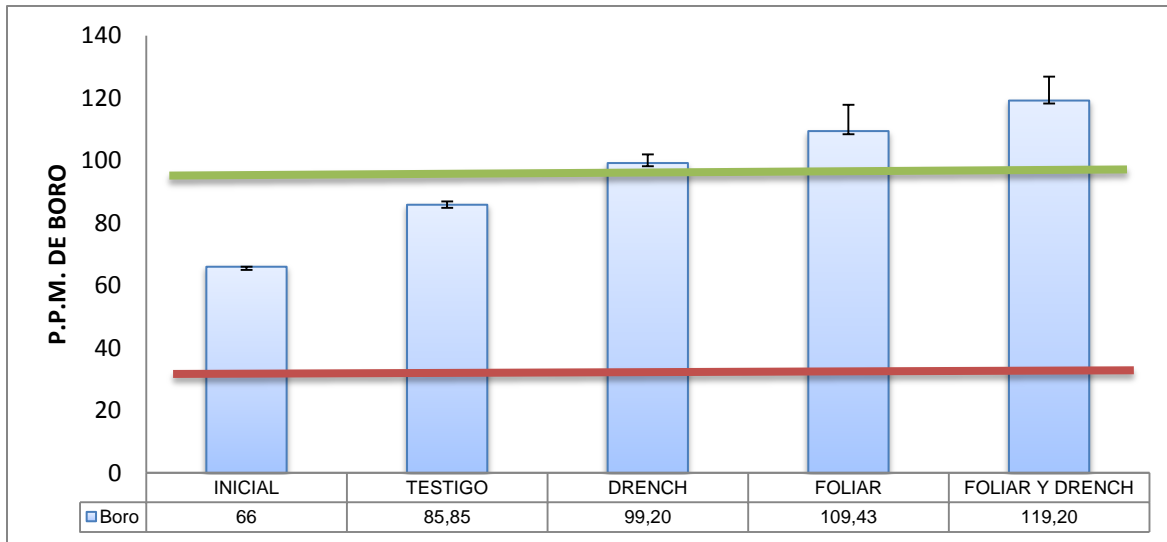 140
120
100
80
60
40
20
0
P.P.M. DE BORO
INICIAL TESTIGO DRENCH FOLIAR FOLIAR Y DRENCH
Boro 66 85,85 99,20 109,43 119,20